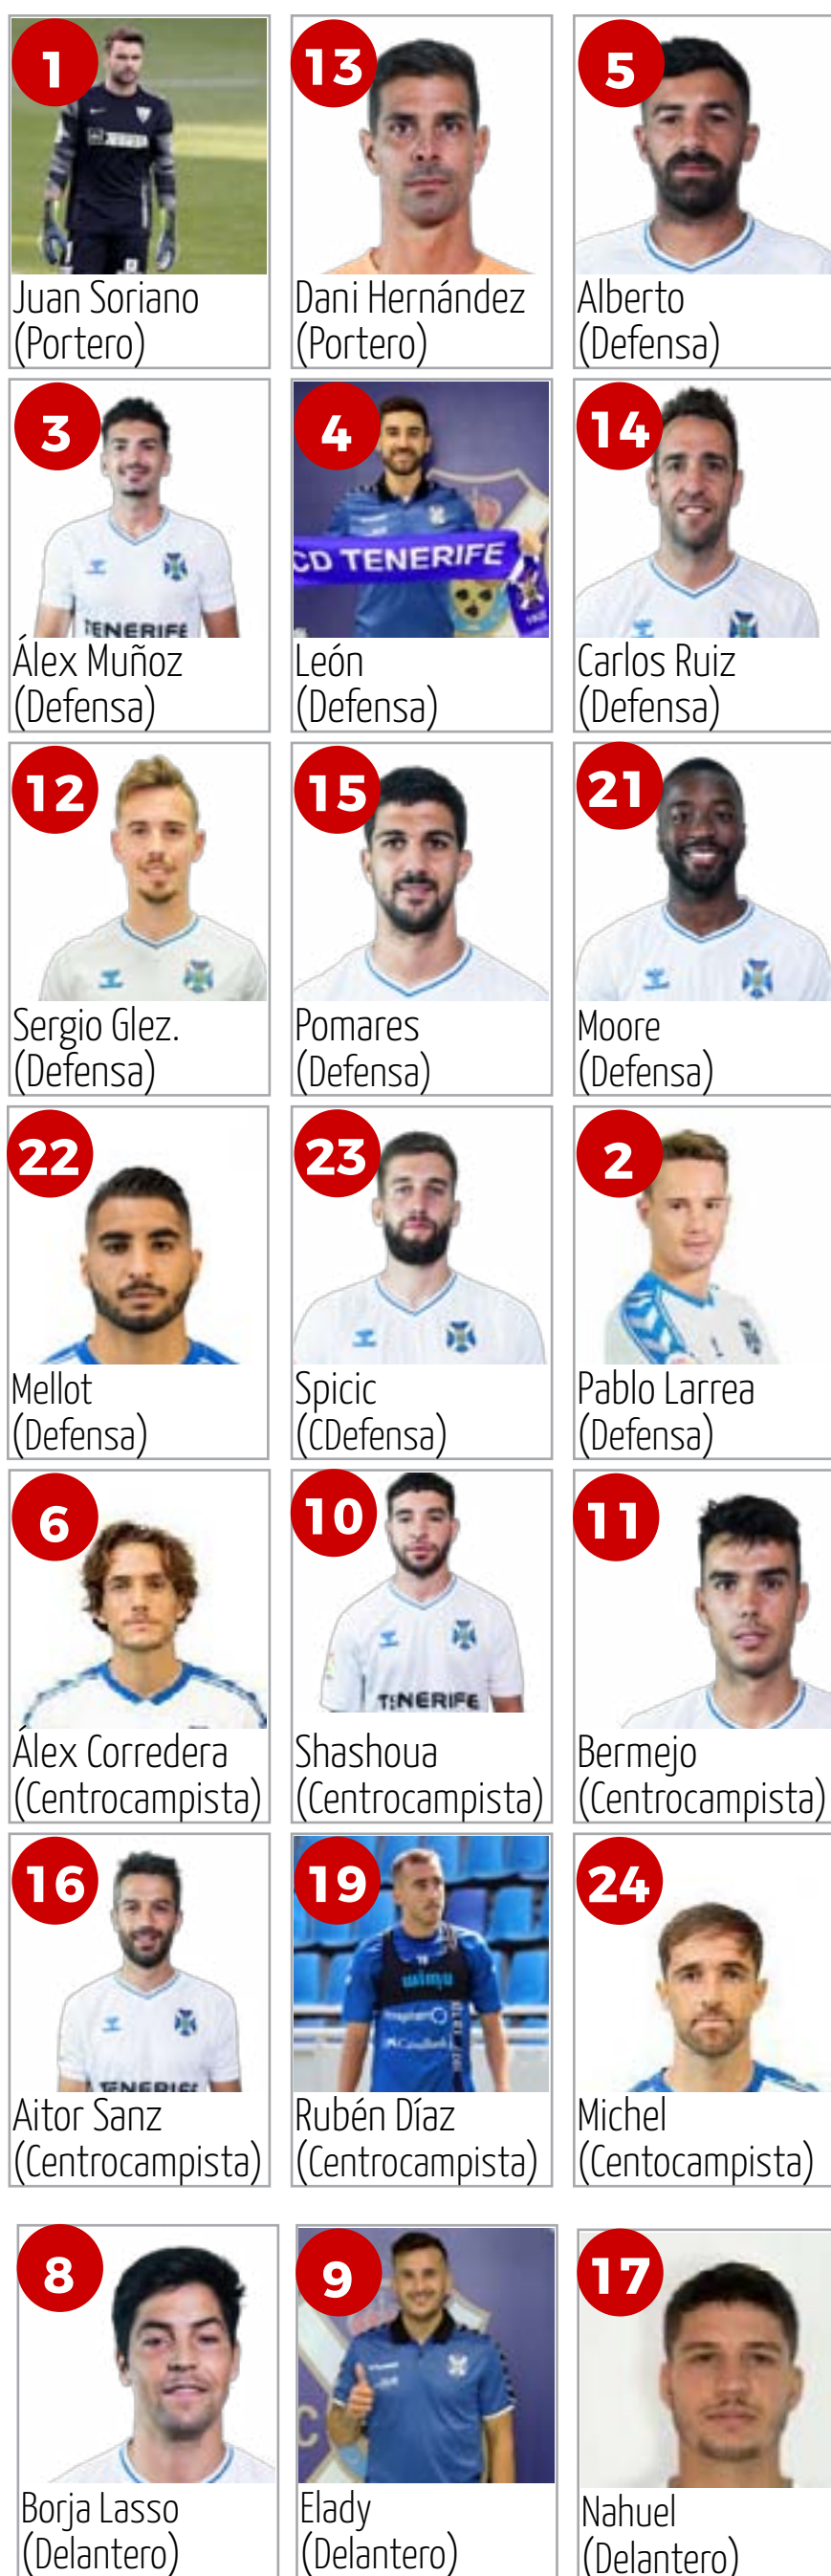 1
13
5
Juan Soriano
(Portero)
Dani Hernández
(Portero)
Alberto
(Defensa)
3
4
14
TENERIFE
CD TENERIFE
Álex Muñoz
(Defensa)
León
(Defensa)
Carlos Ruiz
(Defensa)
12
15
21
Sergio Glez.
(Defensa)
Pomares
(Defensa)
Moore
(Defensa)
22
23
2
Mellot
(Defensa)
Spicic
(CDefensa)
Pablo Larrea
(Defensa)
6
10
11
TENERIFE
Álex Corredera
(Centrocampista)
Shashoua
(Centrocampista)
Bermejo
(Centrocampista)
16
19
24
wimu
TENERIFE
Aitor Sanz
(Centrocampista)
Rubén Díaz
(Centrocampista)
Michel
(Centocampista)
8
9
17
C
Borja Lasso
(Delantero)
Elady
(Delantero)
Nahuel
(Delantero)